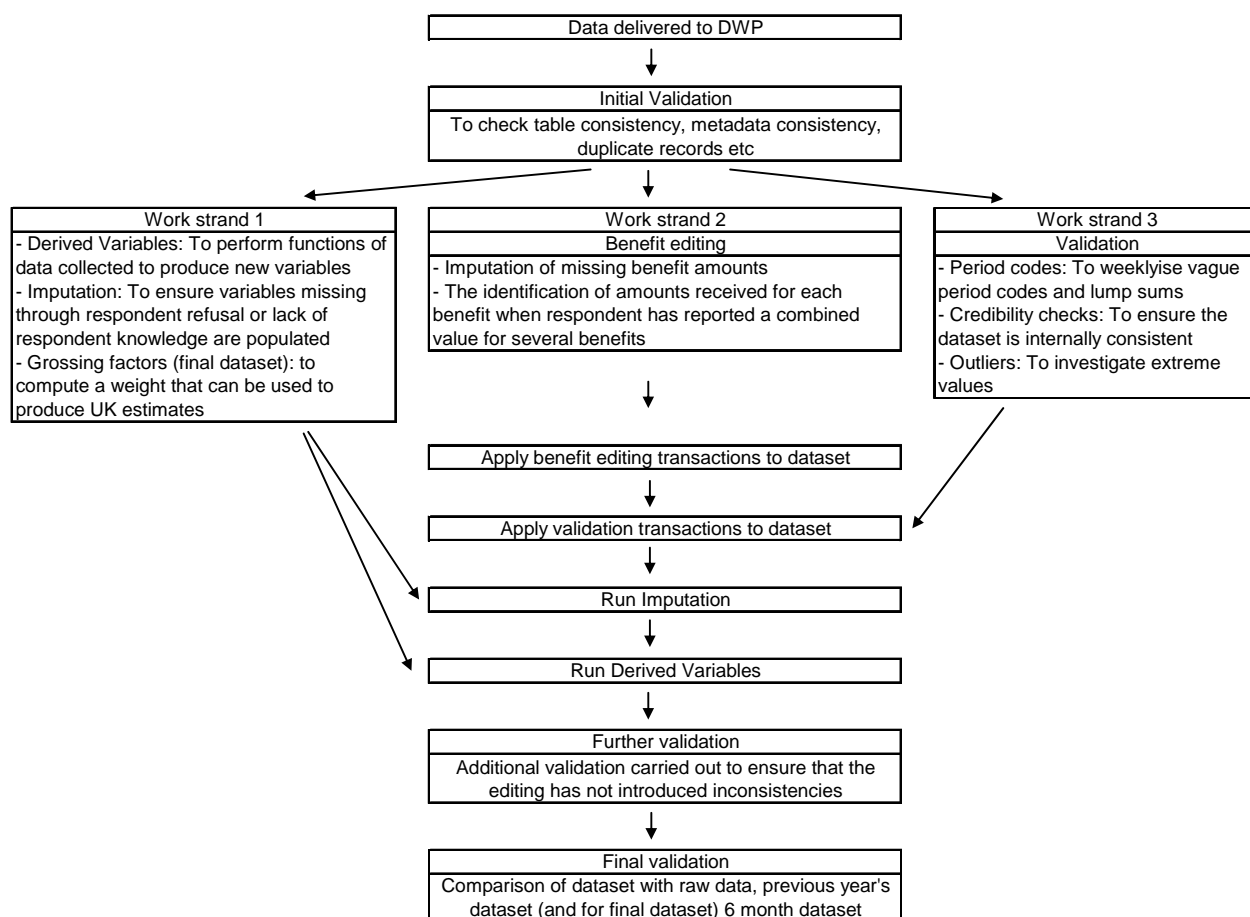 Data delivered to DWP
Initial Validation
To check table consistency, metadata consistency,
duplicate records etc
Work strand 1
- Derived Variables: To perform functions of
data collected to produce new variables
- Imputation: To ensure variables missing
through respondent refusal or lack of
respondent knowledge are populated
- Grossing factors (final dataset): to
compute a weight that can be used to
produce UK estimates
Work strand 2
Benefit editing
- Imputation of missing benefit amounts
- The identification of amounts received for each
benefit when respondent has reported a combined
value for several benefits
Work strand 3
Validation
- Period codes: To weeklyise vague
period codes and lump sums
- Credibility checks: To ensure the
dataset is internally consistent
- Outliers: To investigate extreme
values
Apply benefit editing transactions to dataset
Apply validation transactions to dataset
Run Imputation
Run Derived Variables
Further validation
Additional validation carried out to ensure that the
editing has not introduced inconsistencies
Final validation
Comparison of dataset with raw data, previous year's
dataset (and for final dataset) 6 month dataset